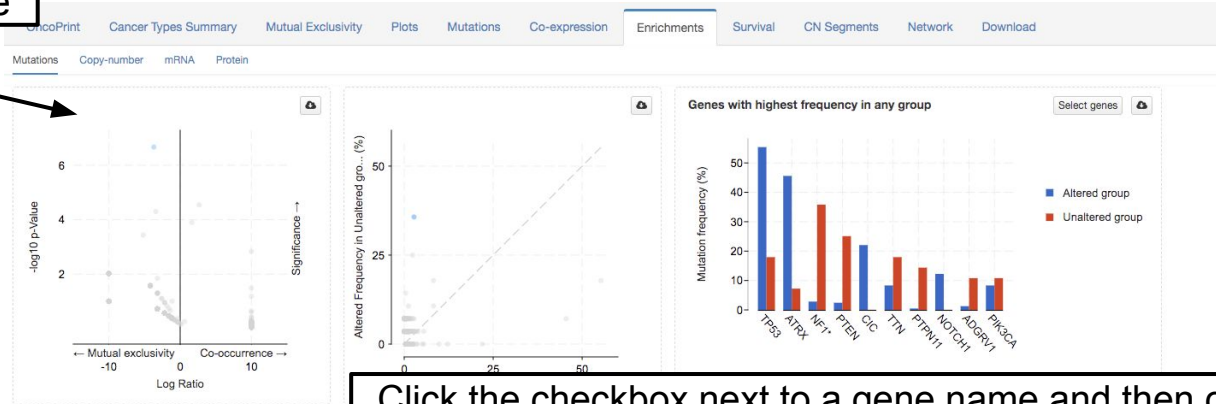 e
OncoPrint Cancer Types Summary Mutual Exclusivity Plots Mutations Co-expression Enrichments Survival CN Segments Network Download
Mutations Copy-number mRNA Protein
-log10 p-Value
6
4
2
Significance →
← Mutual exclusivity Co-occurrence →
-10 0 10
Log Ratio
Altered Frequency in Unaltered gro... (%)
50
25
0
0 25 50
Genes with highest frequency in any group
Select genes
Mutation frequency (%)
50
40
30
20
10
0
TP53 ATRX NF1* PTEN CIC TTN PTPN11 NOTCH1 ADGRV1 PIK3CA
Altered group
Unaltered group
Click the checkbox next to a gene name and then c